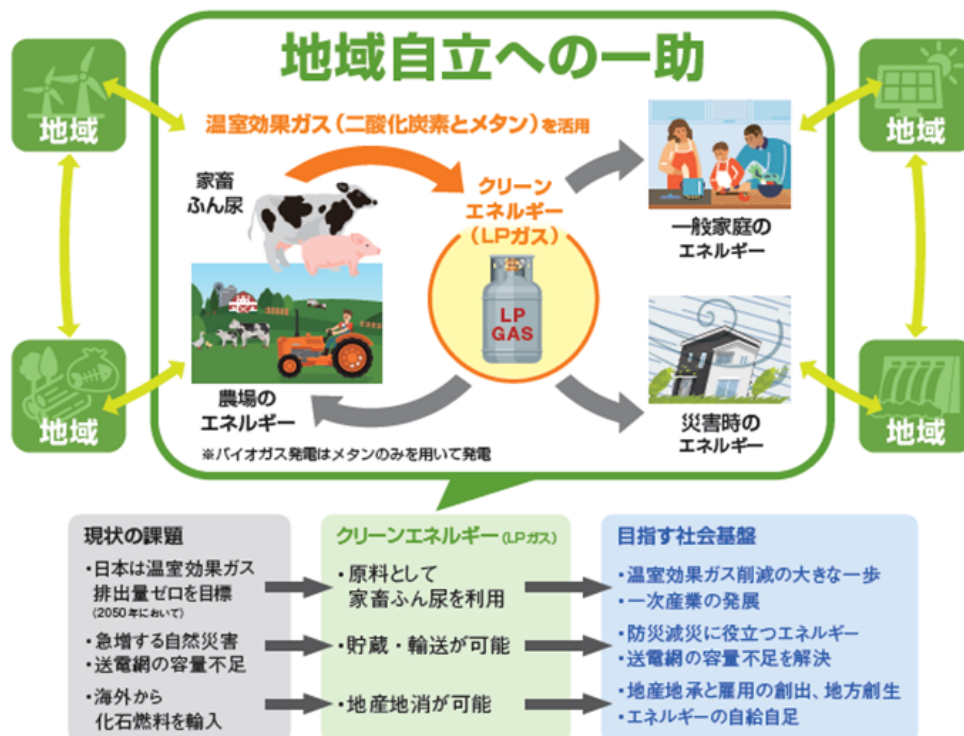 地域自立への一助
地域
地域
温室効果ガス(二酸化炭素とメタン)を活用
家畜
ふん尿
クリーン
エネルギー
(LPガス)
LP
GAS
一般家庭の
エネルギー
農場の
エネルギー
災害時の
エネルギー
地域
地域
※バイオガス発電はメタンのみを用いて発電
現状の課題
・日本は温室効果ガス
排出量ゼロを目標
(2050年において)
・急増する自然災害
・送電網の容量不足
・海外から
化石燃料を輸入
クリーンエネルギー(LPガス)
・原料として
家畜ふん尿を利用
・貯蔵・輸送が可能
・地産地消が可能
目指す社会基盤
・温室効果ガス削減の大きな一歩
・一次産業の発展
・防災減災に役立つエネルギー
・送電網の容量不足を解決
・地産地承と雇用の創出、地方創生
・エネルギーの自給自足